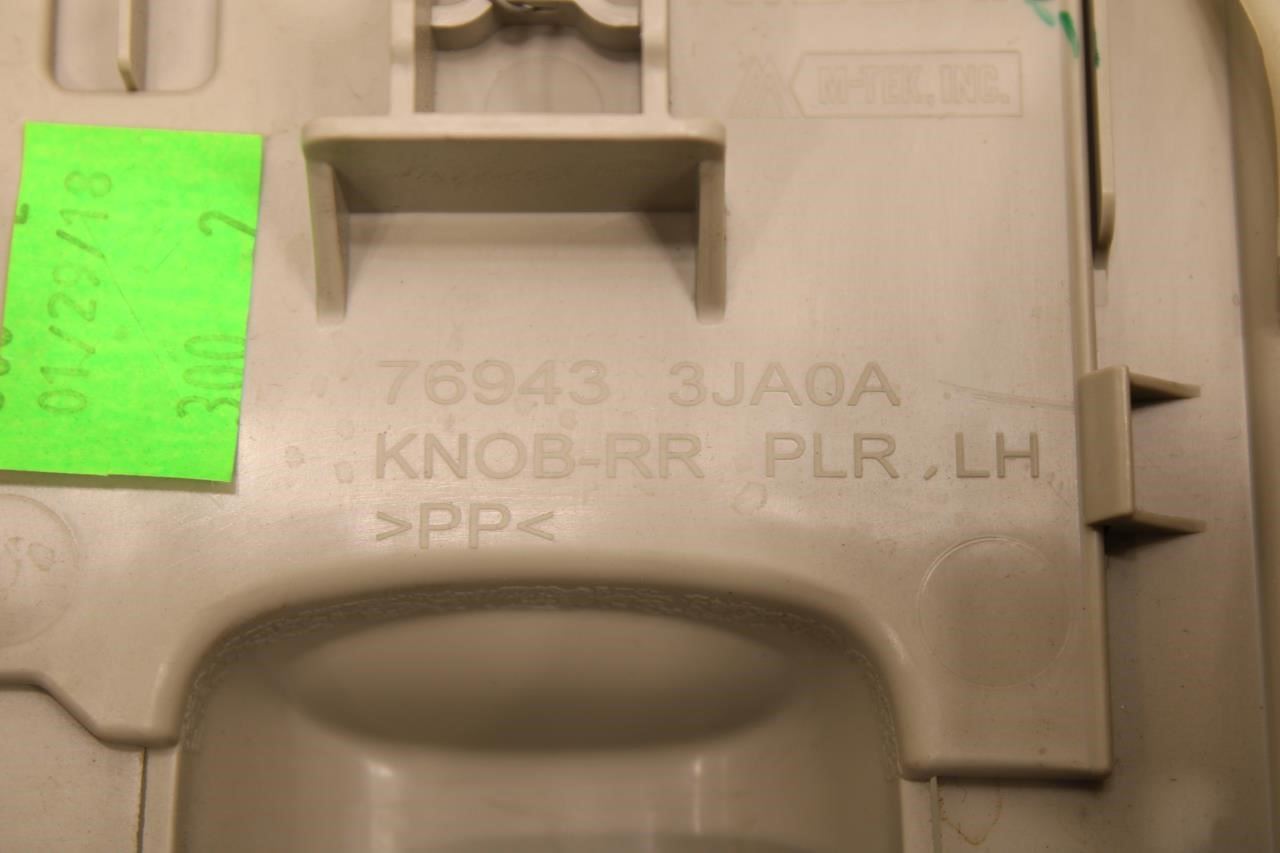 M-TEK, INC.
01/29/18
300 2
76943 3JA0A
KNOB-RR PLR , LH
>PP<